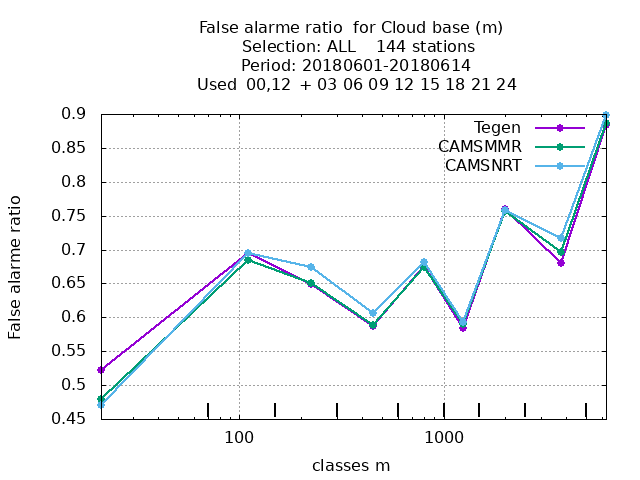 False alarme ratio  for Cloud base (m)
Selection: ALL    144 stations
Period: 20180601-20180614
Used  00,12  + 03 06 09 12 15 18 21 24
Tegen
CAMSMMR
CAMSNRT
0.9
0.85
0.8
0.75
0.7
0.65
0.6
0.55
0.5
0.45
False alarme ratio
100
1000
classes m